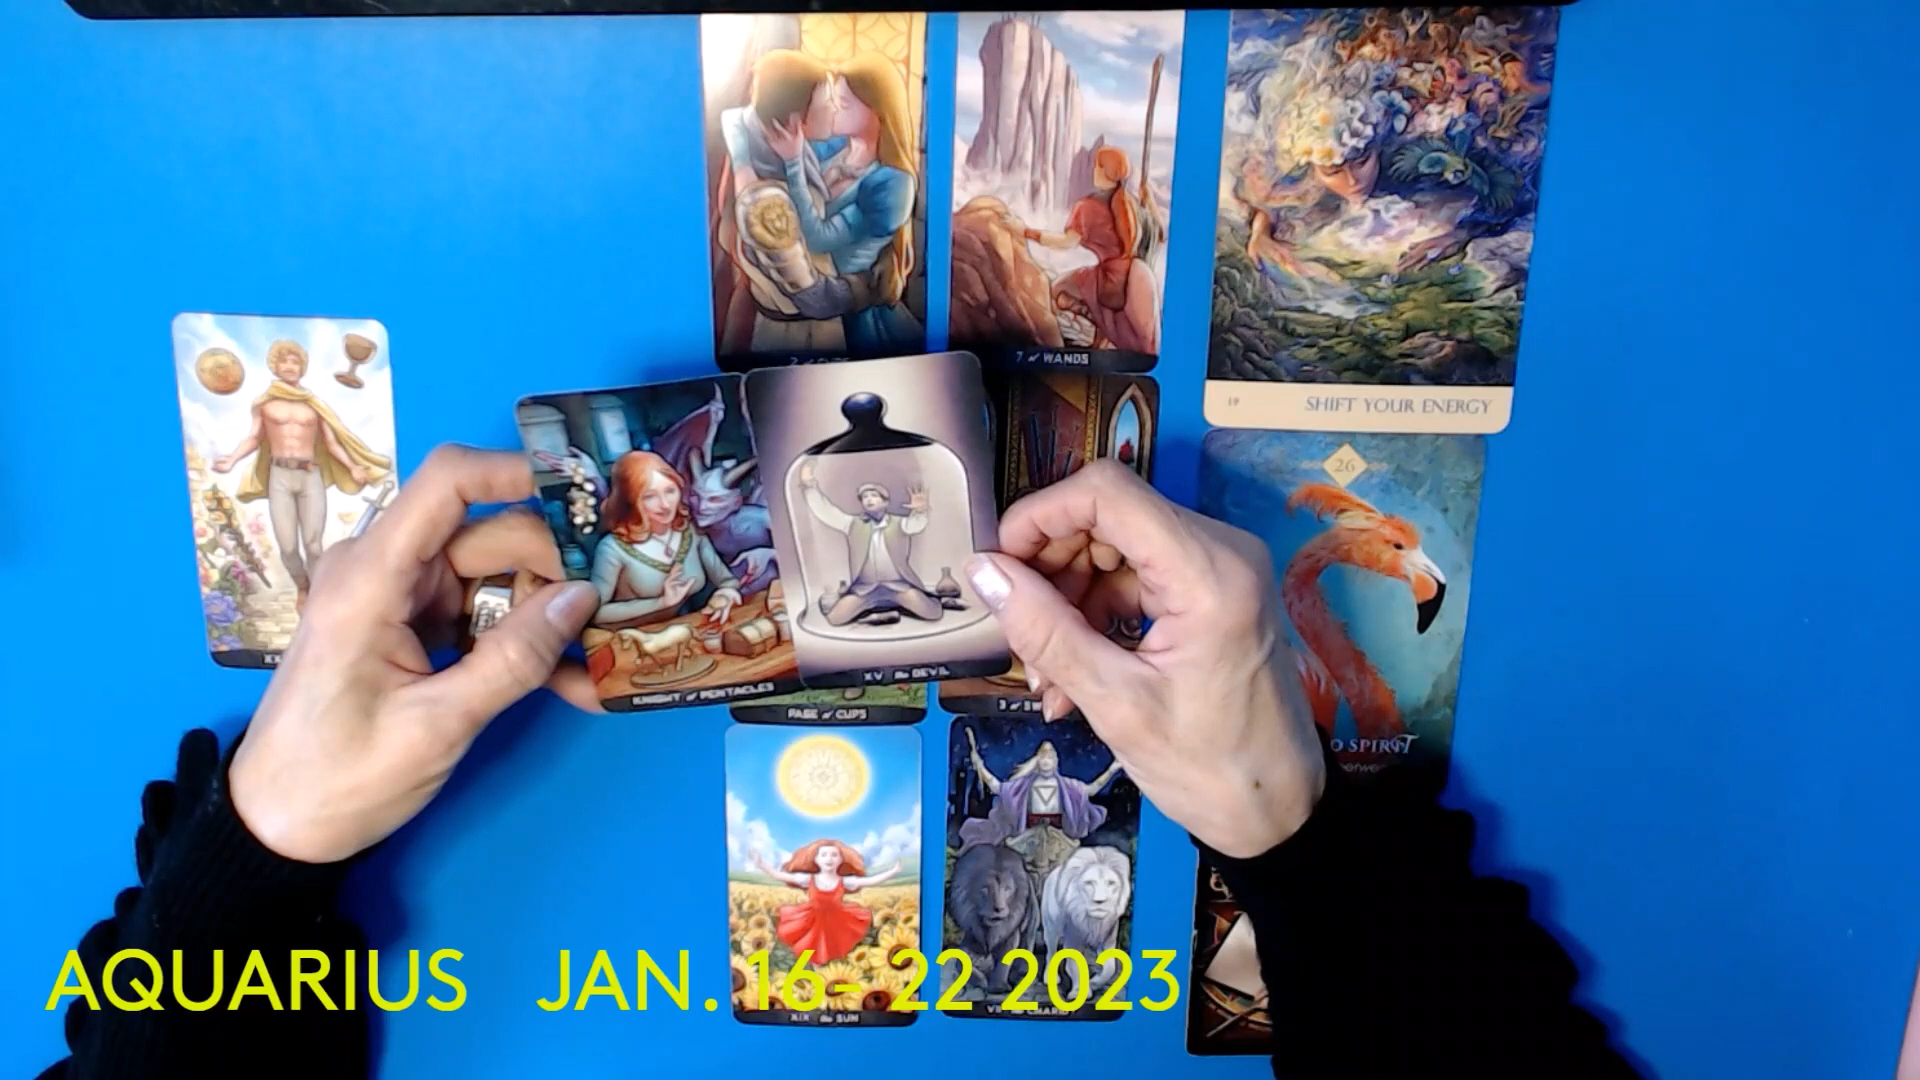 7 of WANDS
19 SHIFT YOUR ENERGY
26
KNIGHT of PENTACLES
XV the DEVIL
PAGE of CUPS
O SPIRIT
XIX the SUN
AQUARIUS JAN. 16- 22 2023